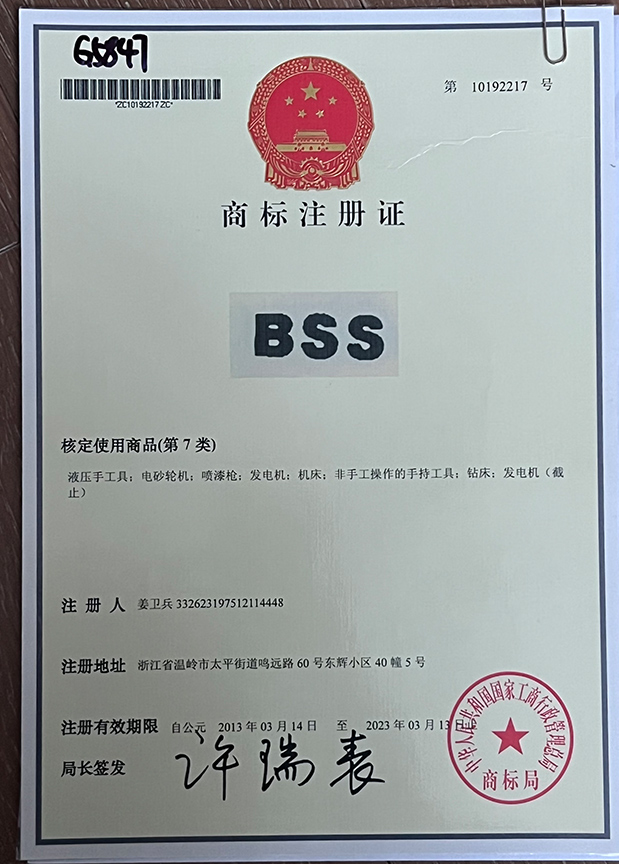 G5847
*ZC10192217ZC*
第 10192217 号
商标注册证
BSS
核定使用商品(第 7 类)
液压手工具；电砂轮机；喷漆枪；发电机；机床；非手工操作的手持工具；钻床；发电机（截
止）
注 册 人 姜卫兵 332623197512114448
注册地址 浙江省温岭市太平街道鸣远路 60 号东辉小区 40 幢 5 号
注册有效期限 自公元 2013 年 03 月 14 日 至 2023 年 03 月 13 日
局长签发 许瑞表
中华人民共和国国家工商行政管理总局
商标局